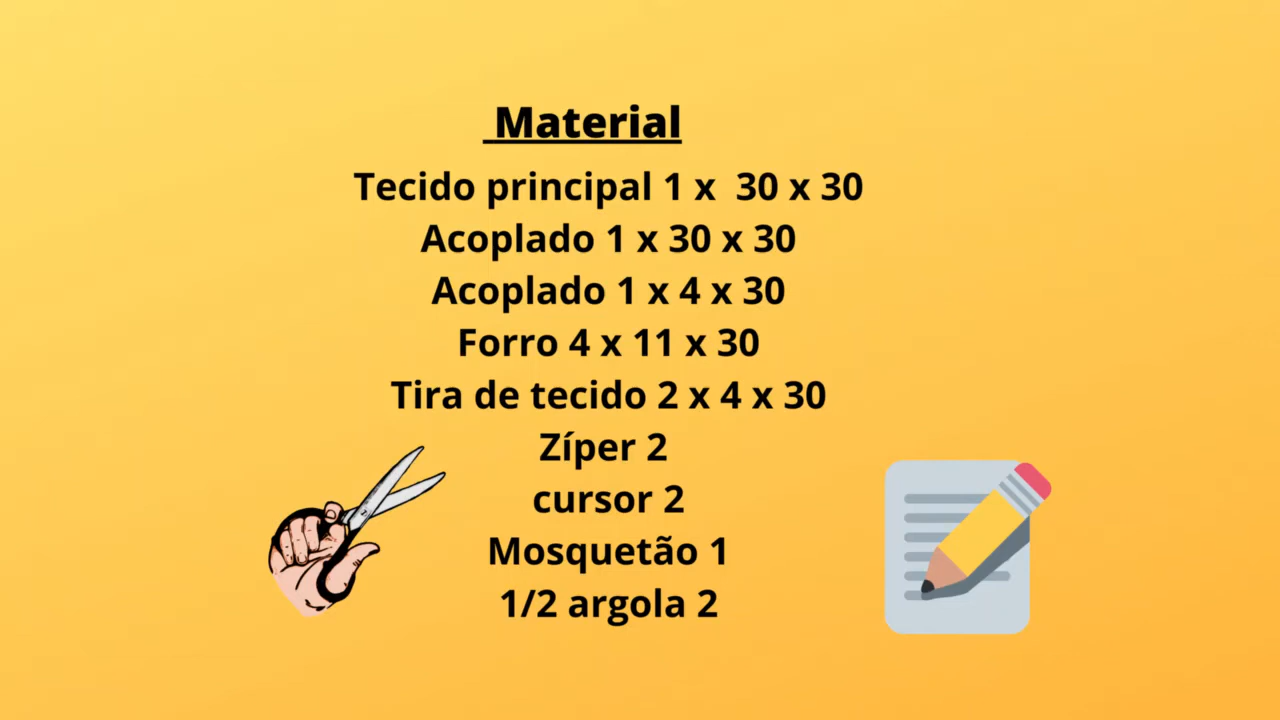 Material
Tecido principal 1 x 30 x 30
Acoplado 1 x 30 x 30
Acoplado 1 x 4 x 30
Forro 4 x 11 x 30
Tira de tecido 2 x 4 x 30
Zíper 2
cursor 2
Mosquetão 1
1/2 argola 2